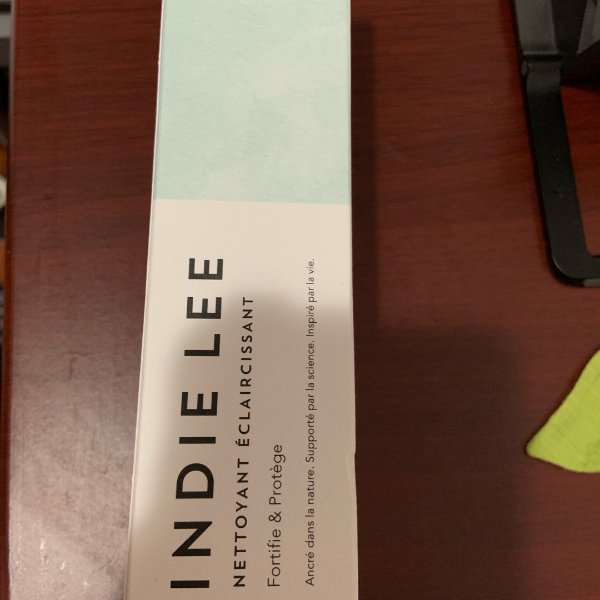 INDIE LEE
NETTOYANT ÉCLAIRCISSANT
Fortifie & Protège
Ancré dans la nature. Supporté par la science. Inspiré par la vie.